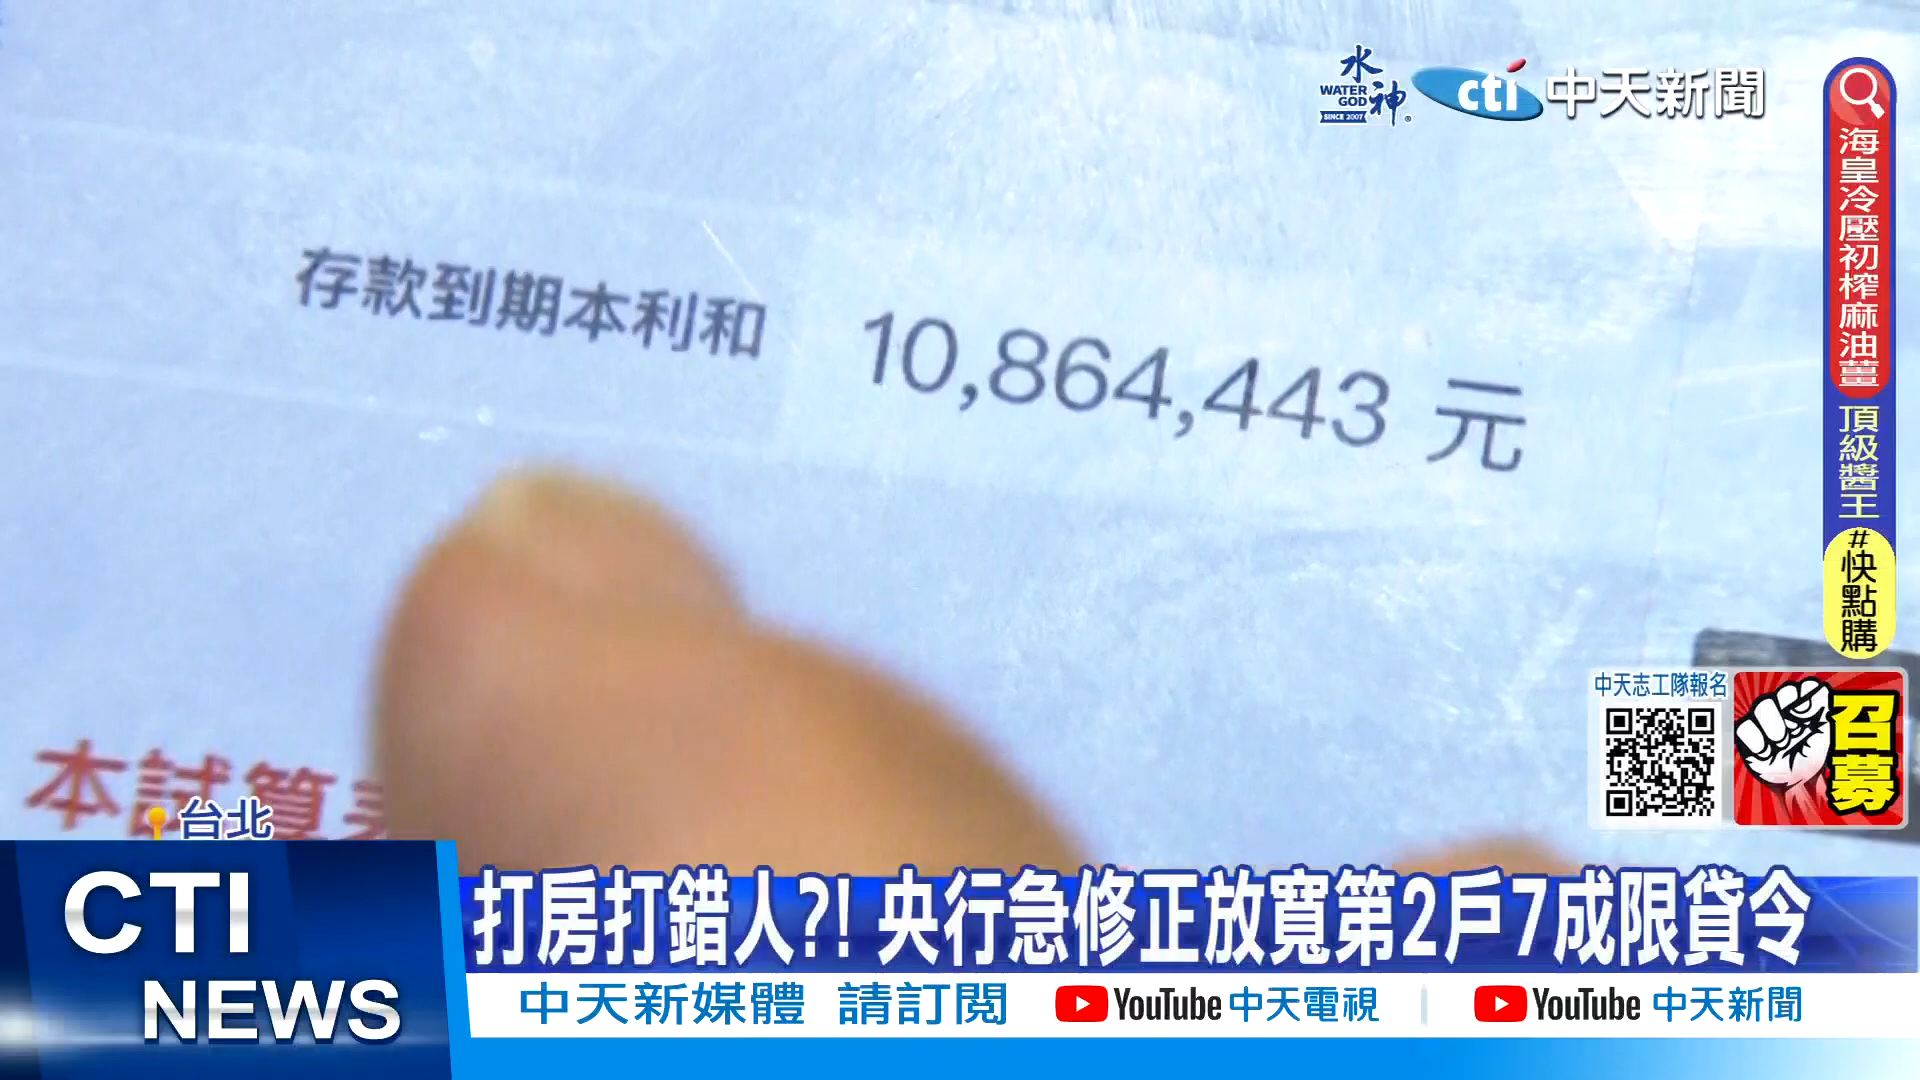 水神
WATER
GOD
SINCE 2007
cti 中天新聞
海皇冷壓初榨麻油薑 頂級醬王 #快點購
存款到期本利和 10,864,443 元
中天志工隊報名
召募
本試算
台北
CTI
NEWS
打房打錯人?! 央行急修正放寬第2戶7成限貸令
中天新媒體 請訂閱 YouTube 中天電視 | YouTube 中天新聞